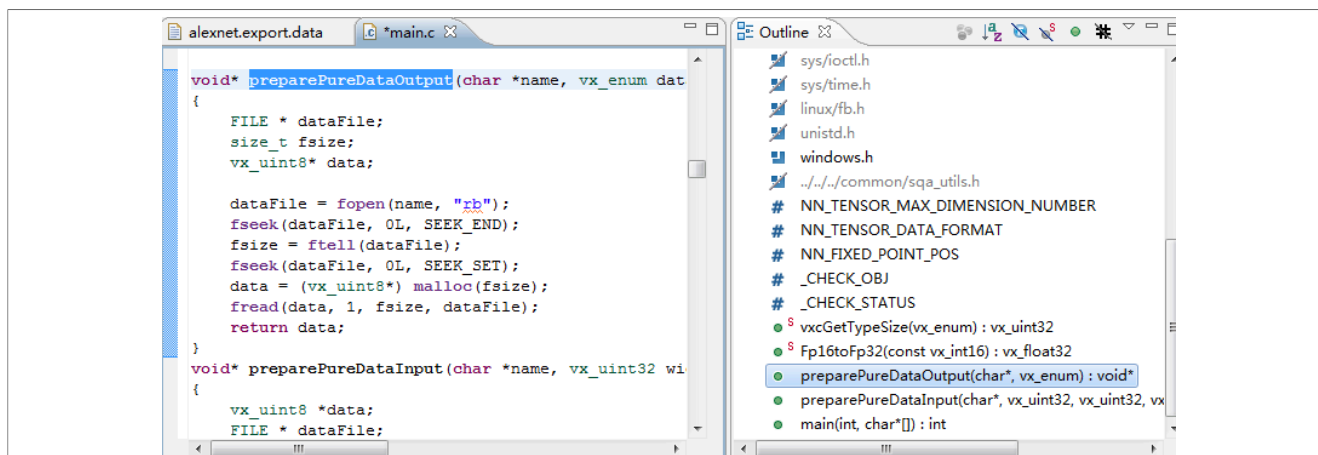 alexnet.export.data
*main.c
void* preparePureDataOutput(char *name, vx_enum dat
{
FILE * dataFile;
size_t fsize;
vx_uint8* data;
dataFile = fopen(name, "rb");
fseek(dataFile, 0L, SEEK_END);
fsize = ftell(dataFile);
fseek(dataFile, 0L, SEEK_SET);
data = (vx_uint8*) malloc(fsize);
fread(data, 1, fsize, dataFile);
return data;
}
void* preparePureDataInput(char *name, vx_uint32 wi
{
vx_uint8 *data;
FILE * dataFile;
Outline
sys/ioctl.h
sys/time.h
linux/fb.h
unistd.h
windows.h
../../../common/sqa_utils.h
# NN_TENSOR_MAX_DIMENSION_NUMBER
# NN_TENSOR_DATA_FORMAT
# NN_FIXED_POINT_POS
# _CHECK_OBJ
# _CHECK_STATUS
S vxcGetTypeSize(vx_enum) : vx_uint32
S Fp16toFp32(const vx_int16) : vx_float32
preparePureDataOutput(char*, vx_enum) : void*
preparePureDataInput(char*, vx_uint32, vx_uint32, vx
main(int, char*[]) : int